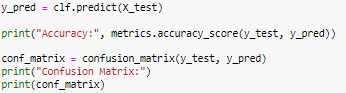 y_pred = clf.predict(X_test)
print("Accuracy:", metrics.accuracy_score(y_test, y_pred))
conf_matrix = confusion_matrix(y_test, y_pred)
print("Confusion Matrix:")
print(conf_matrix)